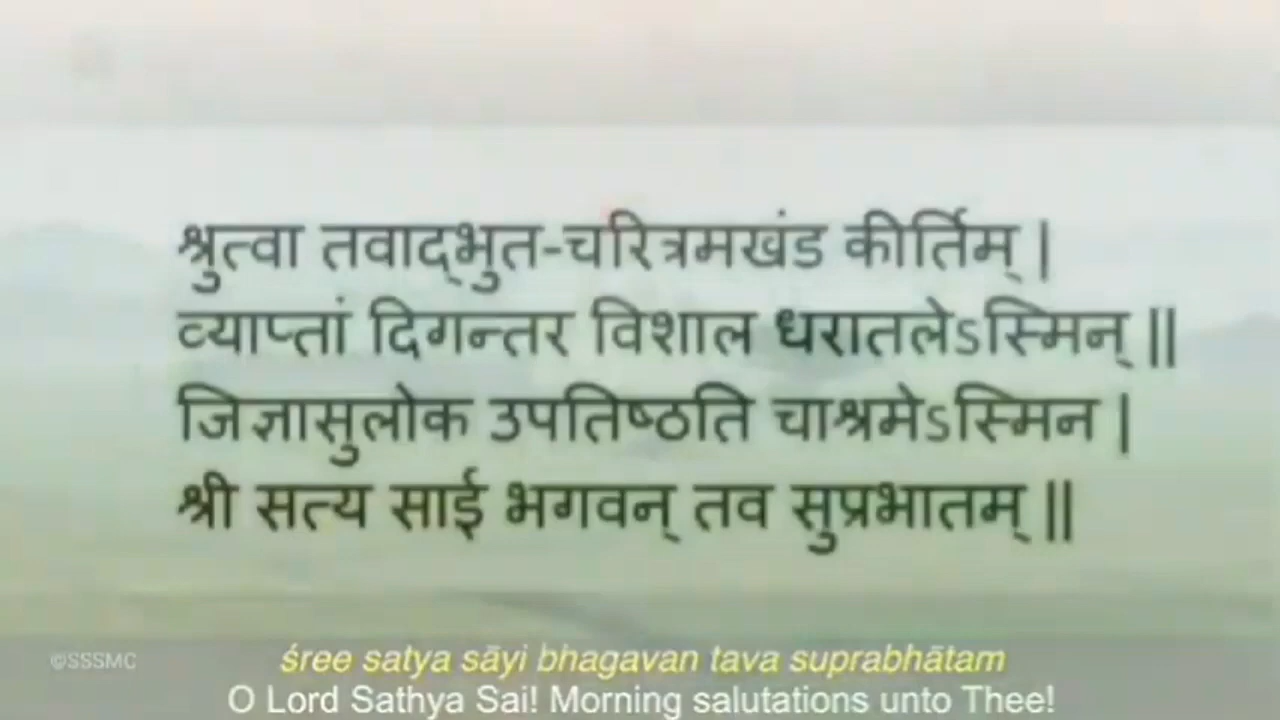 श्रुत्वा तवाद्‌भुत-चरित्रमखंड कीर्तिम् |
व्याप्तां दिगन्तर विशाल धरातलेऽस्मिन् ||
जिज्ञासुलोक उपतिष्ठति चाश्रमेऽस्मिन |
श्री सत्य साई भगवन् तव सुप्रभातम् ||
©SSSMC
śree satya sāyi bhagavan tava suprabhātam
O Lord Sathya Sai! Morning salutations unto Thee!